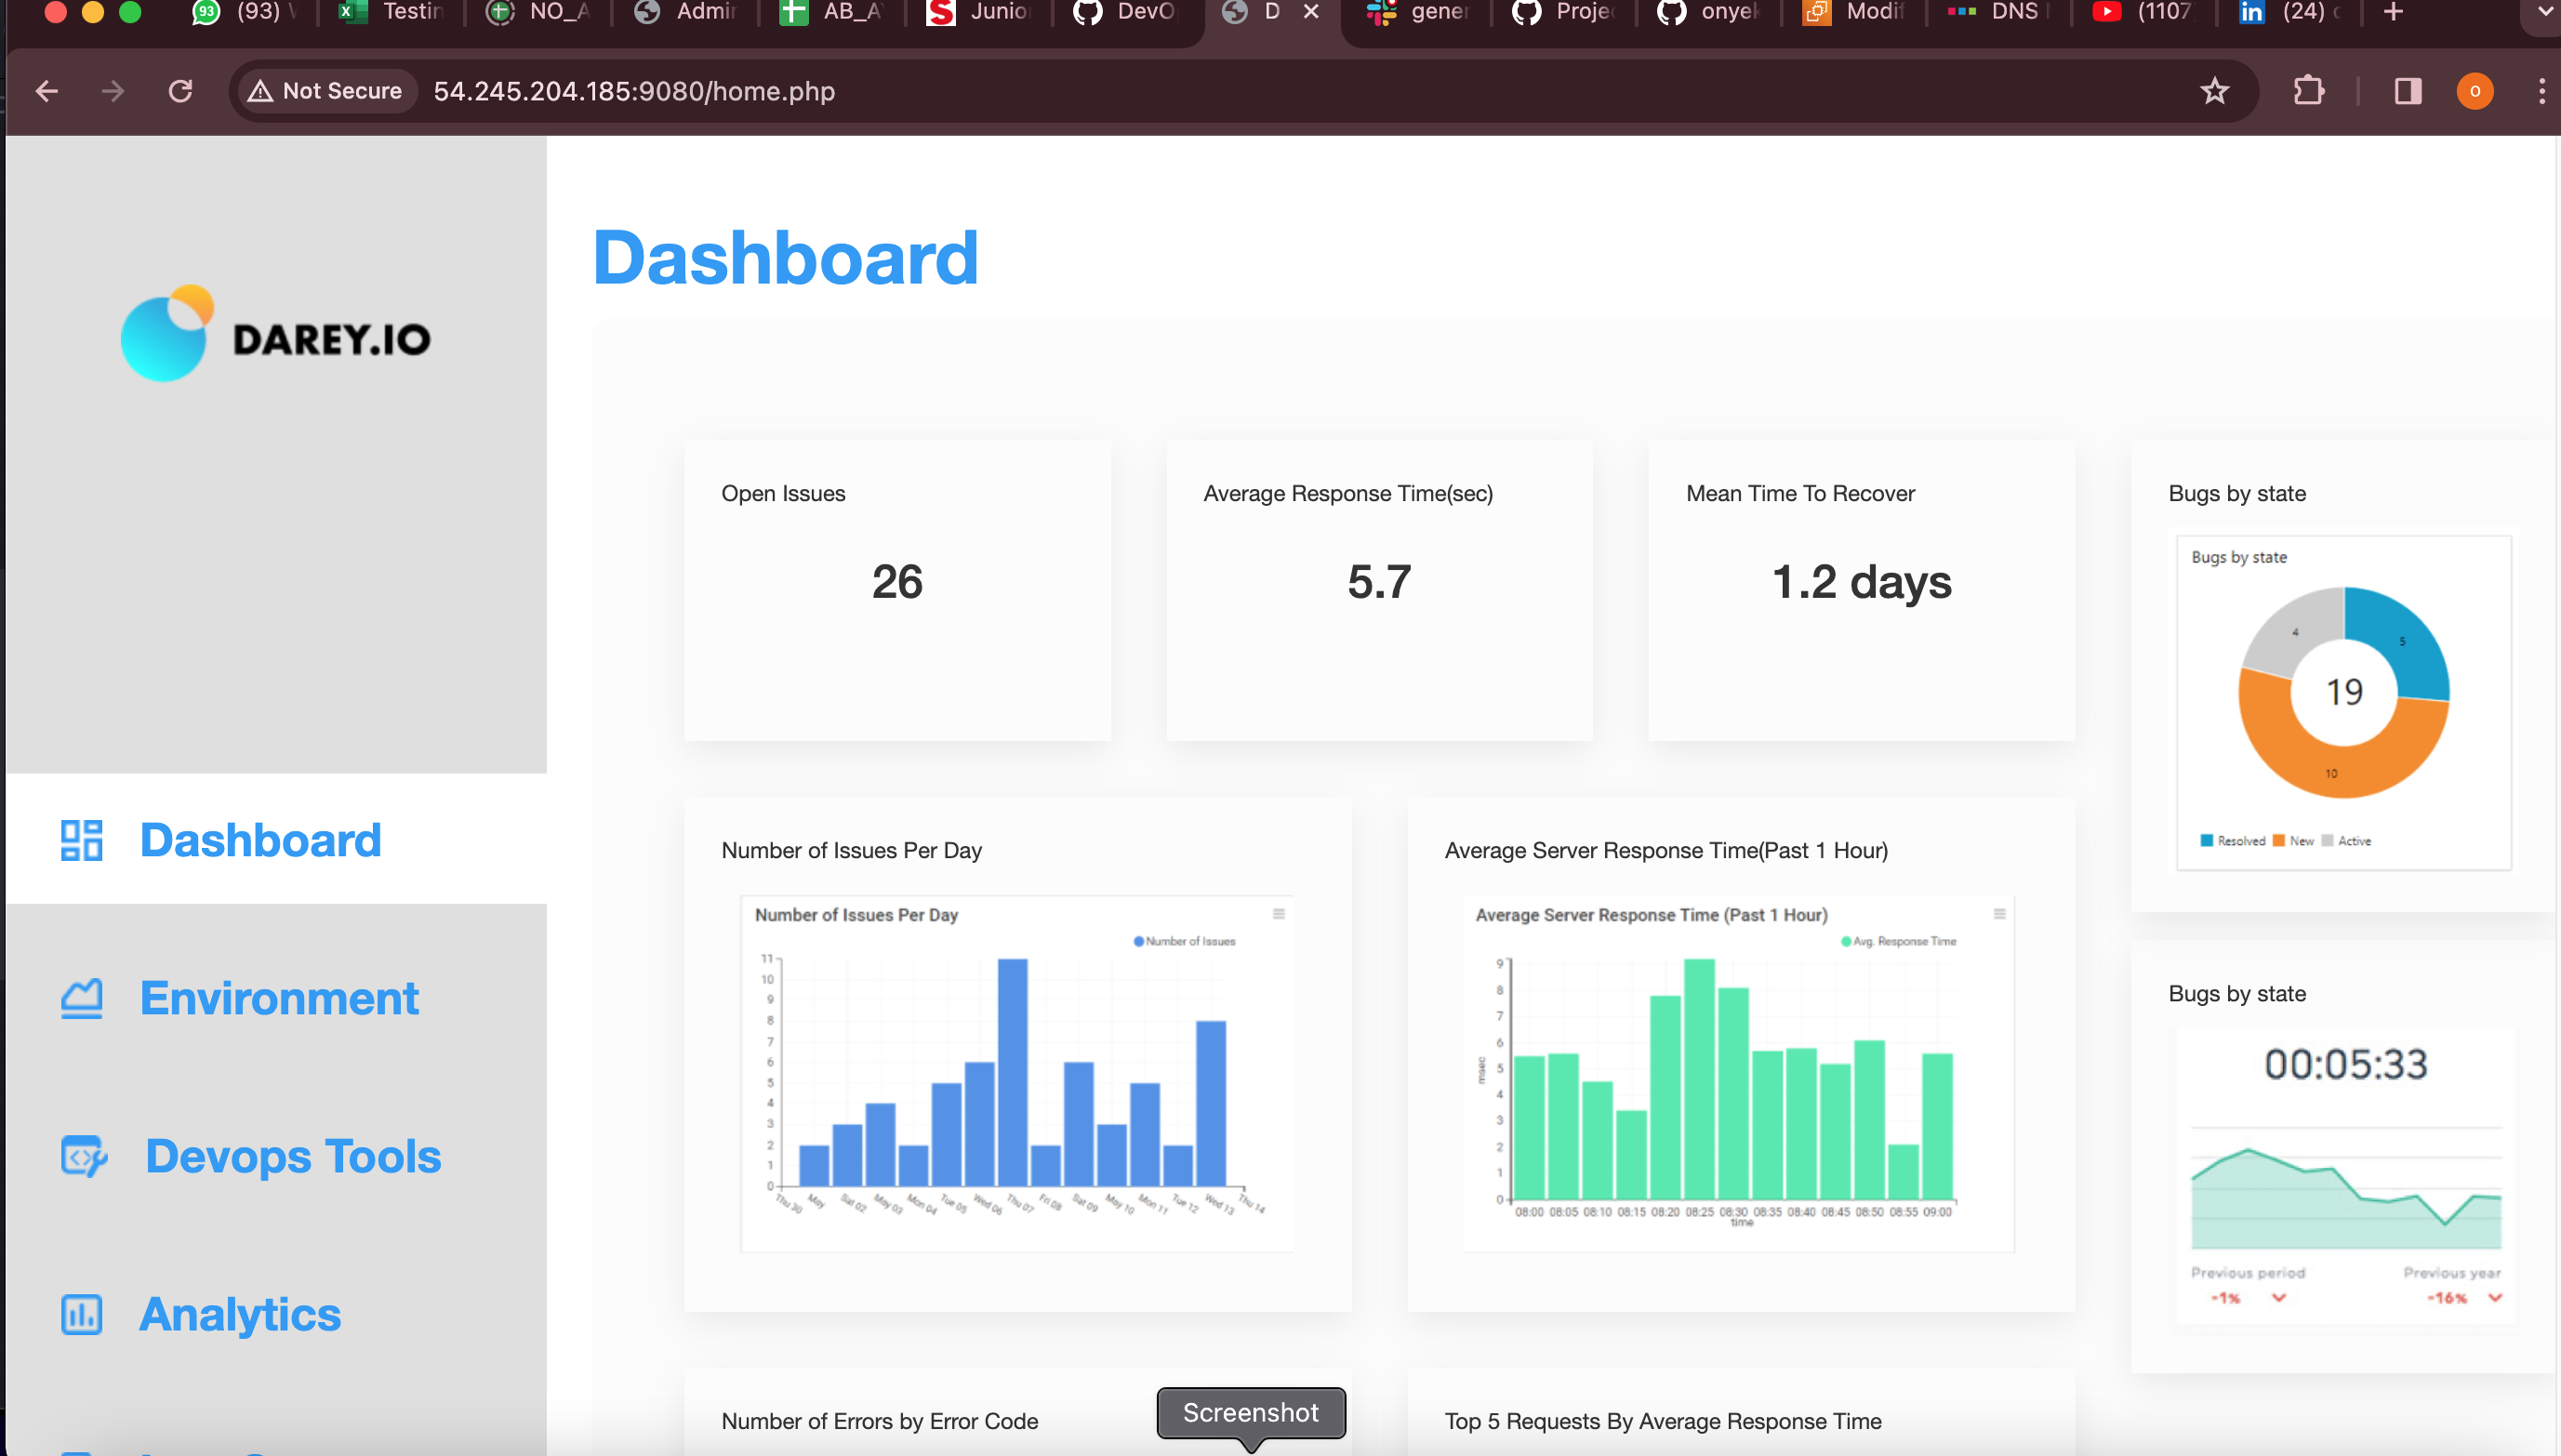 (93)
Testin
NO_A
Admin
AB_A
Junio
DevO
D
gener
Projec
onyek
Modif
DNS
(1107
(24)
Not Secure
54.245.204.185:9080/home.php
DAREY.IO
Dashboard
Environment
Devops Tools
Analytics
Dashboard
Open Issues
26
Average Response Time(sec)
5.7
Mean Time To Recover
1.2 days
Bugs by state
Bugs by state
4
5
19
10
Resolved New Active
Number of Issues Per Day
Number of Issues Per Day
Number of Issues
11
10
9
8
7
6
5
4
3
2
1
0
Thu 30 May Sat 02 May 03 Mon 04 Tue 05 Wed 06 Thu 07 Fri 08 Sat 09 May 10 Mon 11 Tue 12 Wed 13 Thu 14
Average Server Response Time(Past 1 Hour)
Average Server Response Time (Past 1 Hour)
Avg. Response Time
msec
9
8
7
6
5
4
3
2
1
0
08:00 08:05 08:10 08:15 08:20 08:25 08:30 08:35 08:40 08:45 08:50 08:55 09:00
time
Bugs by state
00:05:33
Previous period Previous year
-1% -16%
Number of Errors by Error Code
Screenshot
Top 5 Requests By Average Response Time